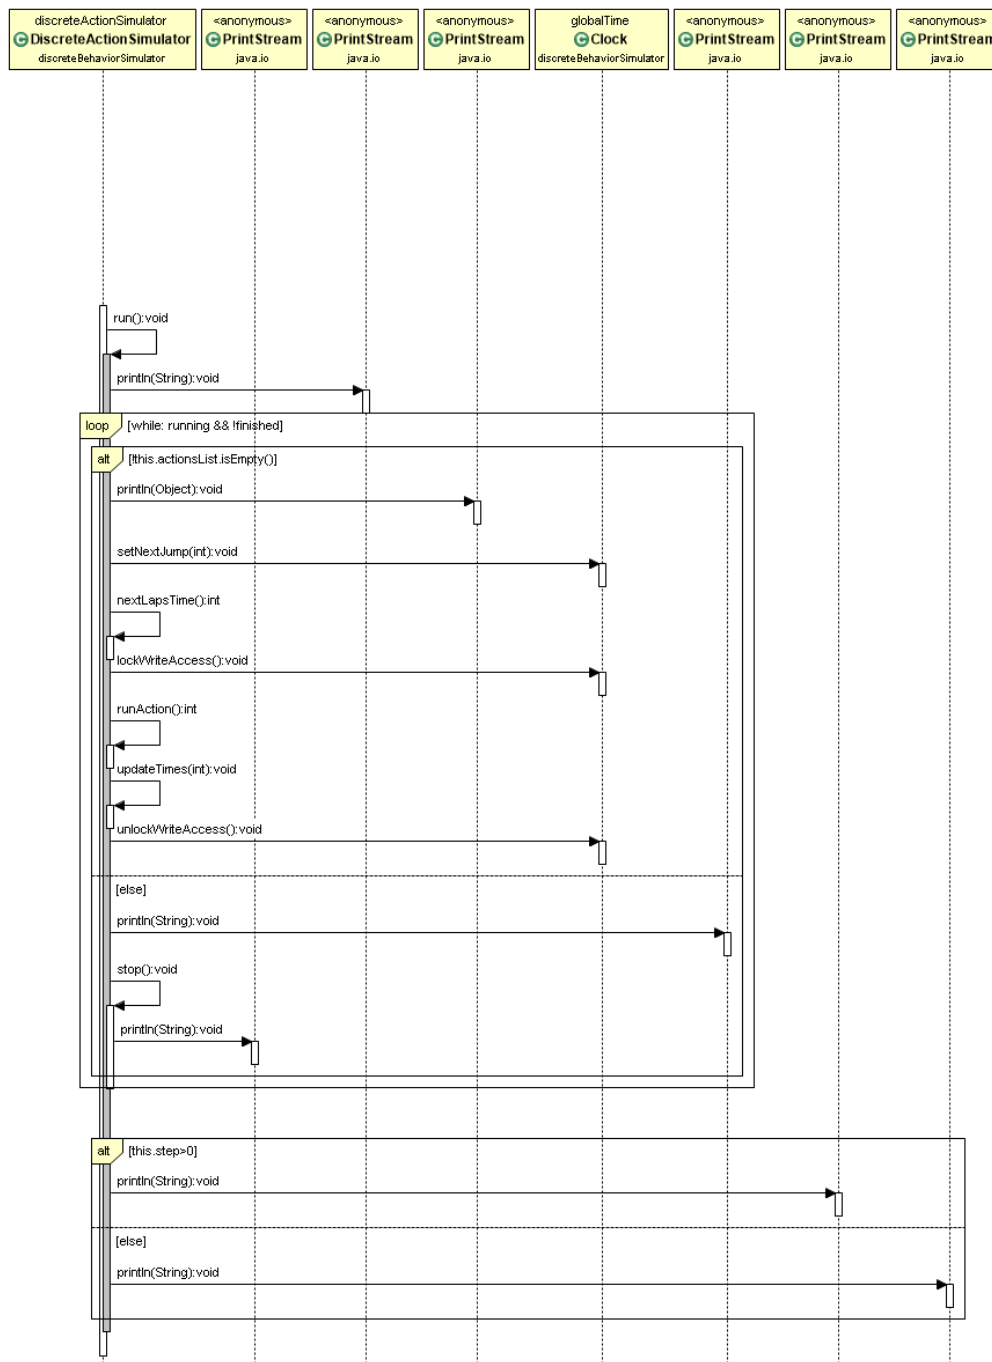 discreteActionSimulator
C DiscreteActionSimulator
discreteBehaviorSimulator
<anonymous>
C PrintStream
java.io
<anonymous>
C PrintStream
java.io
<anonymous>
C PrintStream
java.io
globalTime
C Clock
discreteBehaviorSimulator
<anonymous>
C PrintStream
java.io
<anonymous>
C PrintStream
java.io
<anonymous>
C PrintStream
java.io
run():void
println(String):void
loop [while: running && !finished]
alt [!this.actionsList.isEmpty()]
println(Object):void
setNextJump(int):void
nextLapsTime():int
lockWriteAccess():void
runAction():int
updateTimes(int):void
unlockWriteAccess():void
[else]
println(String):void
stop():void
println(String):void
alt [this.step>0]
println(String):void
[else]
println(String):void